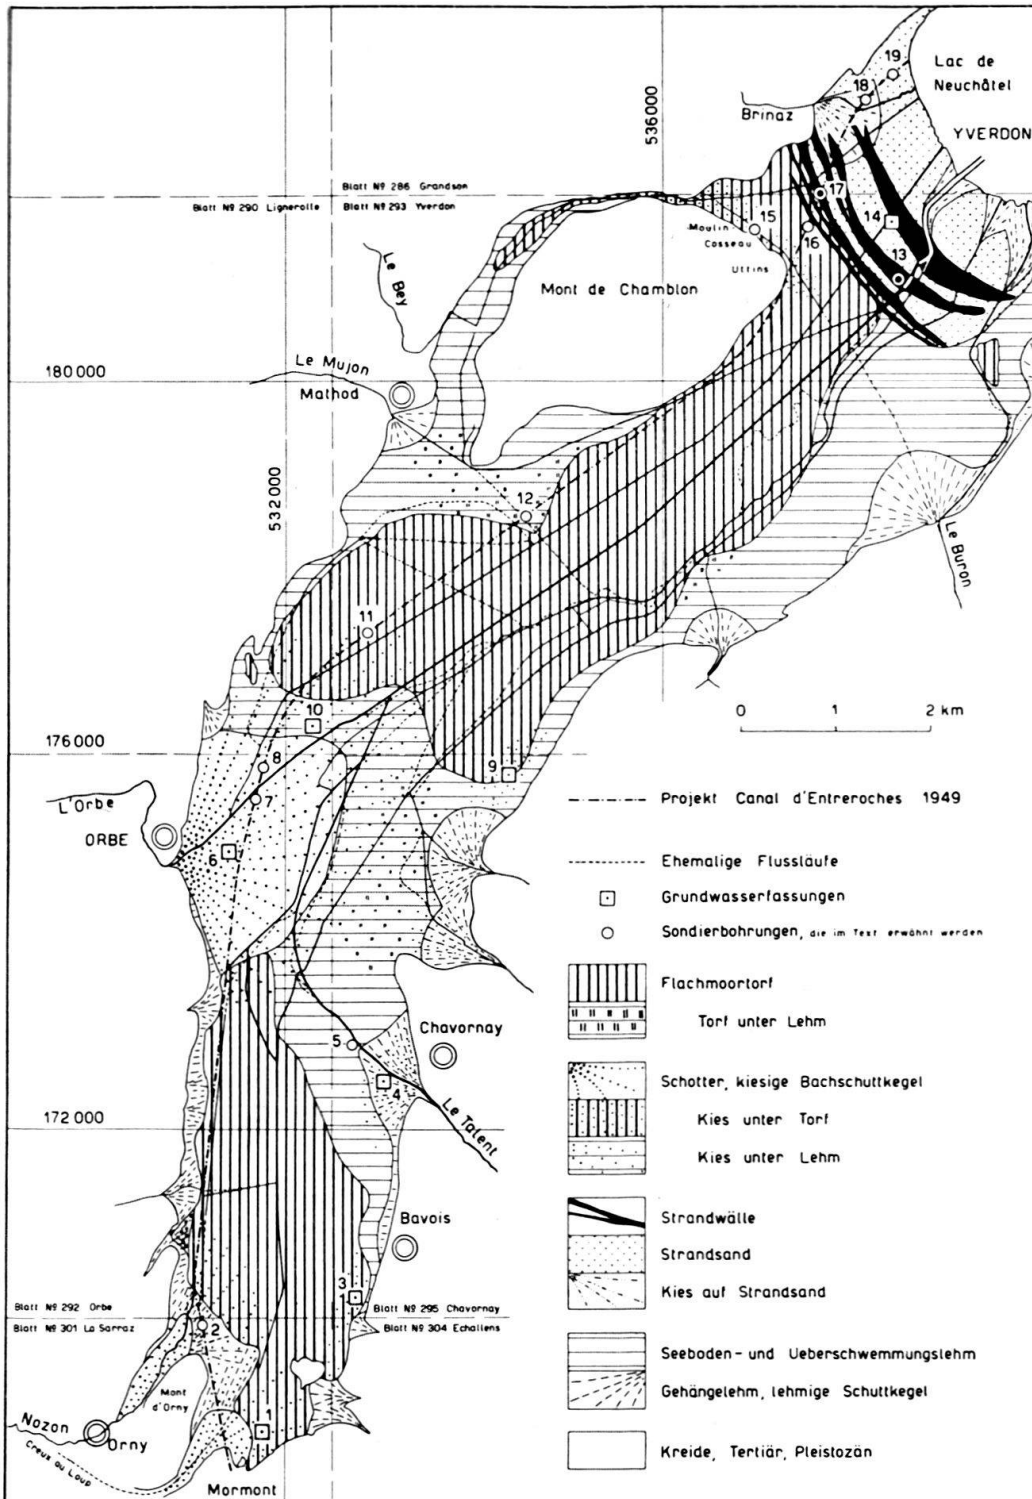 19
Lac de
Neuchâtel
18
Brinaz
YVERDON
536 000
Blatt Nº 286 Grandson
Blatt Nº 290 Lignerolle
Blatt Nº 293 Yverdon
17
15
14
Moulin
Cosseau
16
Uttins
13
Le Bey
Mont de Chamblon
Le Mujon
180 000
Mathod
532 000
12
Le Buron
11
10
0 1 2 km
176 000
9
8
7
L'Orbe
ORBE
6
Projekt Canal d'Entreroches 1949
Ehemalige Flussläufe
Grundwasserfassungen
Sondierbohrungen, die im Text erwähnt werden
Flachmoortorf
Torf unter Lehm
Chavornay
5
4
Le Talent
172 000
Schotter, kiesige Bachschuttkegel
Kies unter Torf
Kies unter Lehm
Bavois
Strandwälle
Strandsand
Kies auf Strandsand
3
Blatt Nº 292 Orbe
Blatt Nº 295 Chavornay
Blatt Nº 301 La Sarraz
Blatt Nº 304 Echallens
2
Seeboden- und Ueberschwemmungslehm
Gehängelehm, lehmige Schuttkegel
Mont
d'Orny
Nozon
Orny
1
Creux du Loup
Mormont
Kreide, Tertiär, Pleistozän